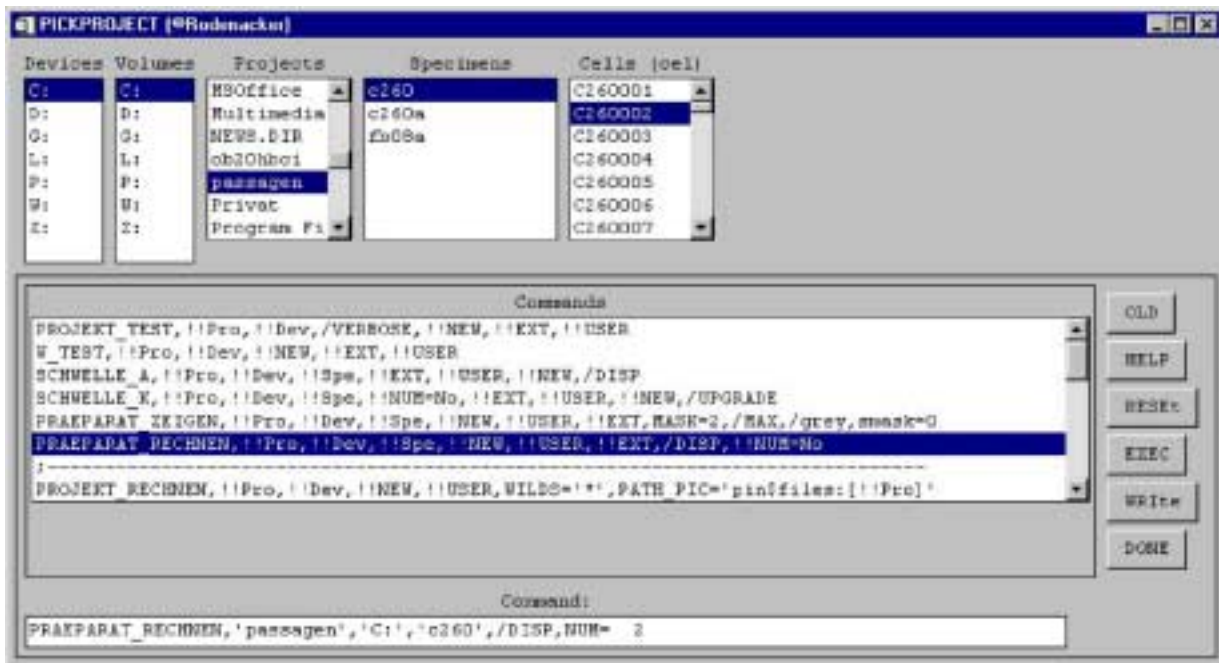 PICKPROJECT (@Rodenacker)
Devices Volumes Projects Specimens Cells (cel)
C: C: MSOffice c260 C260001
D: D: Multimedia c260a C260002
G: G: NEWS.DIR fb08a C260003
L: L: C260004
P: P: passagen C260005
W: W: Privat C260006
Z: Z: Program Fi C260007
Commands
PROJEKT_TEST,!!Pro,!!Dev,/VERBOSE,!!NEW,!!EXT,!!USER
W_TEST,!!Pro,!!Dev,!!NEW,!!EXT,!!USER
SCHWELLE_A,!!Pro,!!Dev,!!Spe,!!EXT,!!USER,!!NEW,/DISP
SCHWELLE_K,!!Pro,!!Dev,!!Spe,!!NUM=No,!!EXT,!!USER,!!NEW,/UPGRADE
PRAEPARAT_ZEIGEN,!!Pro,!!Dev,!!Spe,!!NEW,!!USER,!!EXT,MASK=2,/MAX,/grey,smask=0
PRAEPARAT_RECHNEN,!!Pro,!!Dev,!!Spe,!!NEW,!!USER,!!EXT,/DISP,!!NUM=No
;--------------------------------------------------------------------------------
PROJEKT_RECHNEN,!!Pro,!!Dev,!!NEW,!!USER,WILDS='*',PATH_PIC='pin$files:[!!Pro]'
OLD
HELP
RESEt
EXEC
WRIte
DONE
Command:
PRAEPARAT_RECHNEN,'passagen','C:','c260',/DISP,NUM= 2